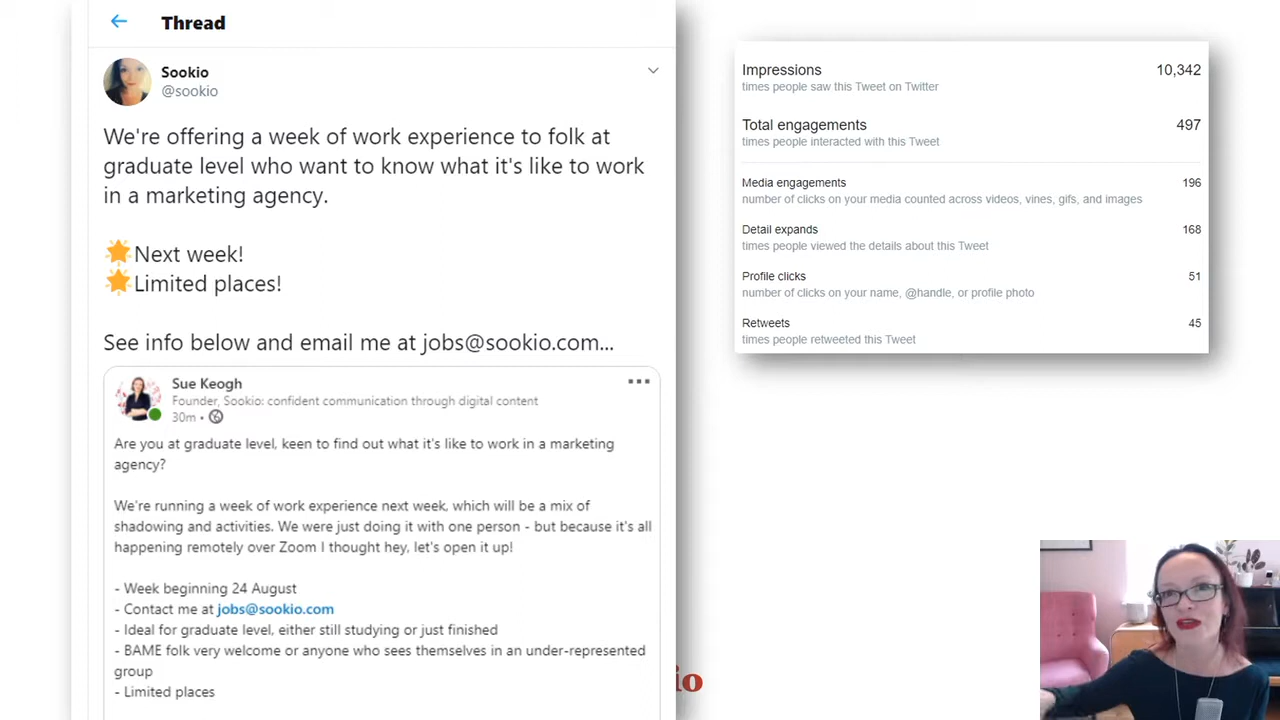 Thread
Sookio
@sookio
We're offering a week of work experience to folk at
graduate level who want to know what it's like to work
in a marketing agency.
🌟Next week!
🌟Limited places!
See info below and email me at jobs@sookio.com...
Sue Keogh
Founder, Sookio: confident communication through digital content
30m •
Are you at graduate level, keen to find out what it's like to work in a marketing
agency?
We're running a week of work experience next week, which will be a mix of
shadowing and activities. We were just doing it with one person - but because it's all
happening remotely over Zoom I thought hey, let's open it up!
- Week beginning 24 August
- Contact me at jobs@sookio.com
- Ideal for graduate level, either still studying or just finished
- BAME folk very welcome or anyone who sees themselves in an under-represented
group
- Limited places
Impressions 10,342
times people saw this Tweet on Twitter
Total engagements 497
times people interacted with this Tweet
Media engagements 196
number of clicks on your media counted across videos, vines, gifs, and images
Detail expands 168
times people viewed the details about this Tweet
Profile clicks 51
number of clicks on your name, @handle, or profile photo
Retweets 45
times people retweeted this Tweet
io